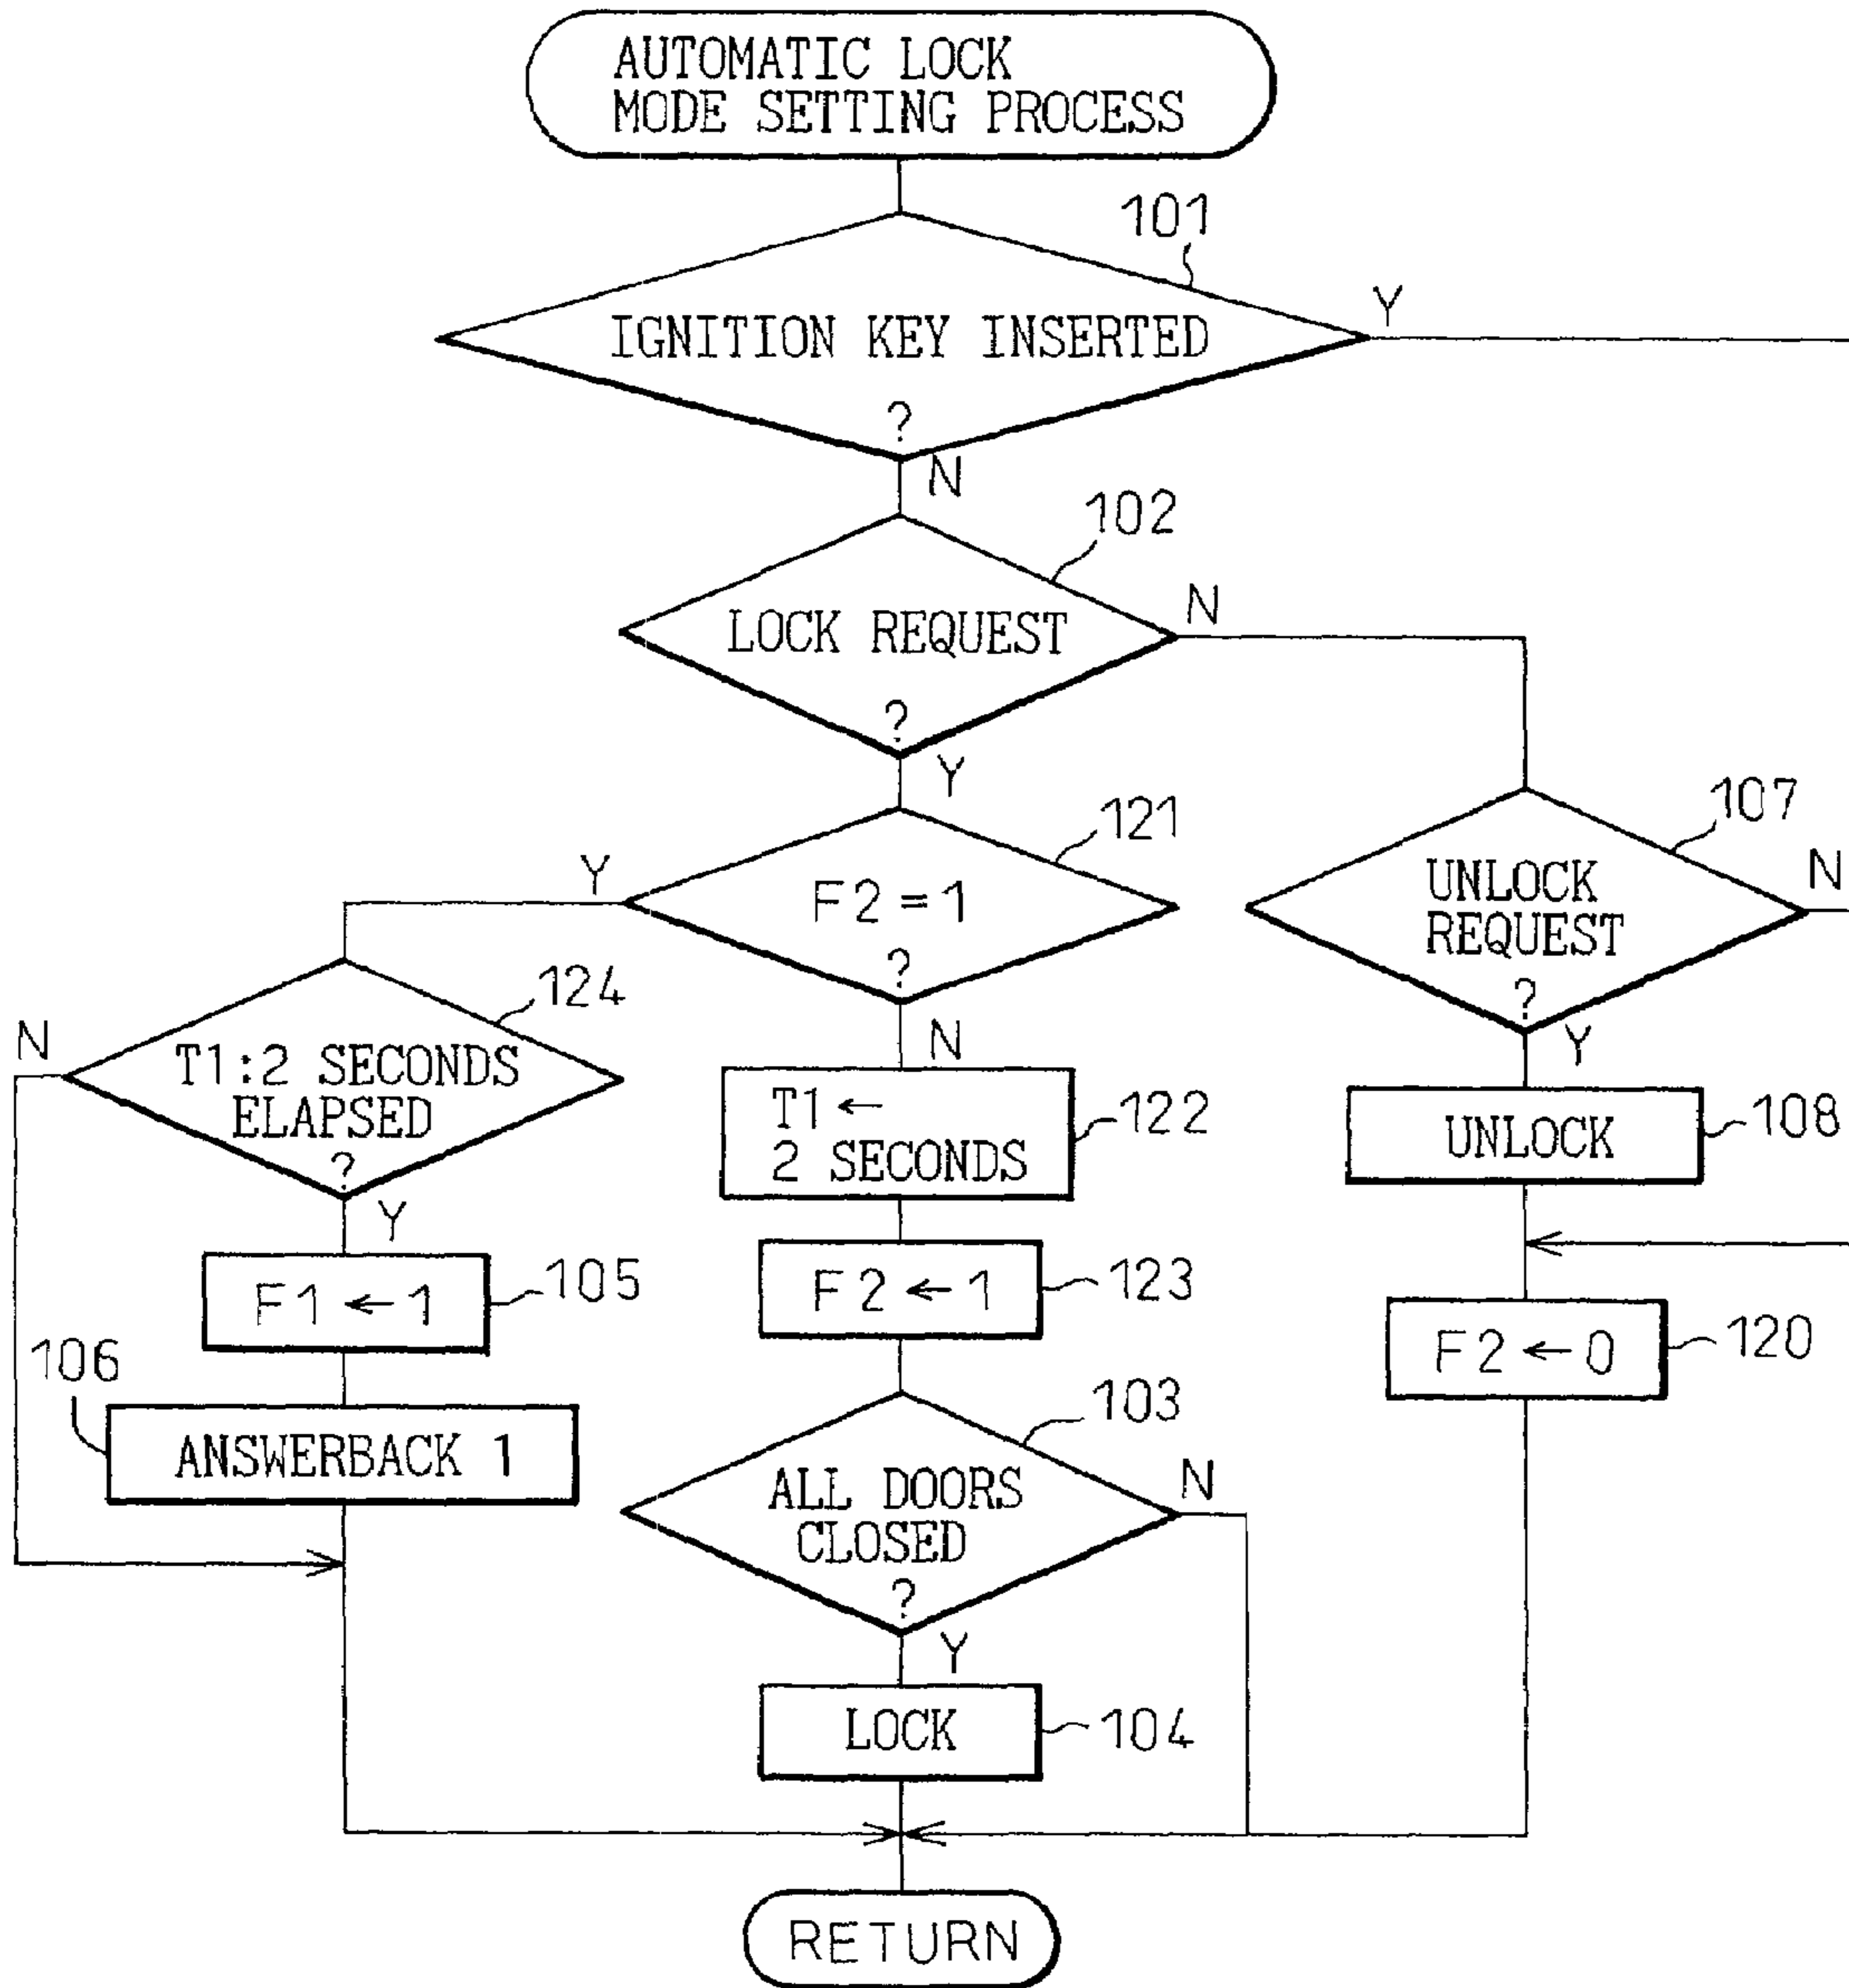 AUTOMATIC LOCK
MODE SETTING PROCESS
101
IGNITION KEY INSERTED
?
Y
N
102
LOCK REQUEST
?
N
Y
121
F2=1
?
Y
N
107
UNLOCK
REQUEST
?
N
Y
124
T1:2 SECONDS
ELAPSED
?
N
Y
T1←
2 SECONDS
122
UNLOCK
108
F1←1
105
F2←1
123
F2←0
120
106
ANSWERBACK 1
103
ALL DOORS
CLOSED
?
N
Y
LOCK
104
RETURN